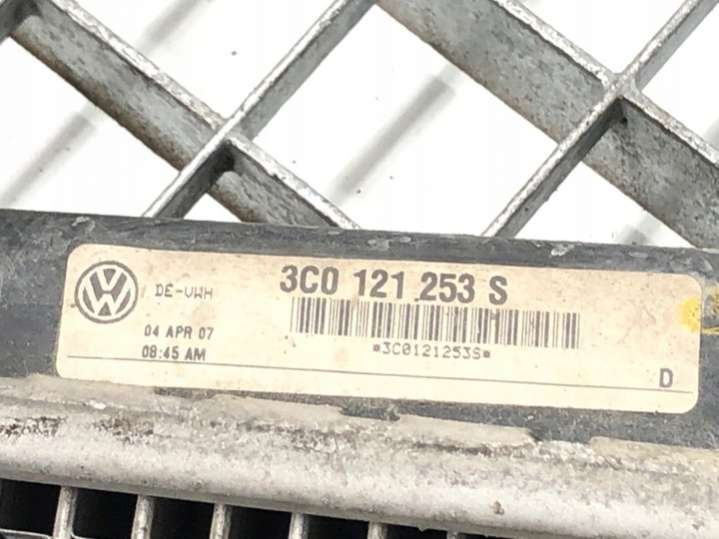 3C0 121 253 S
DE-VWH
*3C0121253S*
04 APR 07
08:45 AM
D